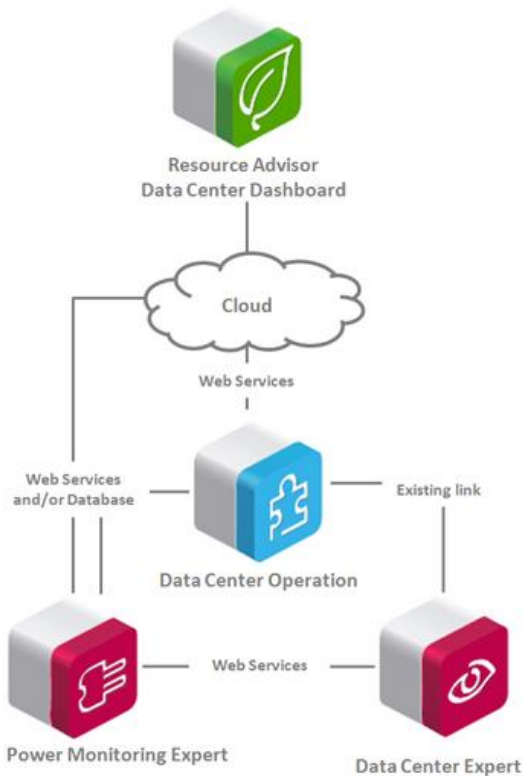 Resource Advisor
Data Center Dashboard
Cloud
Web Services
Web Services
and/or Database
Existing link
Data Center Operation
Web Services
Power Monitoring Expert
Data Center Expert